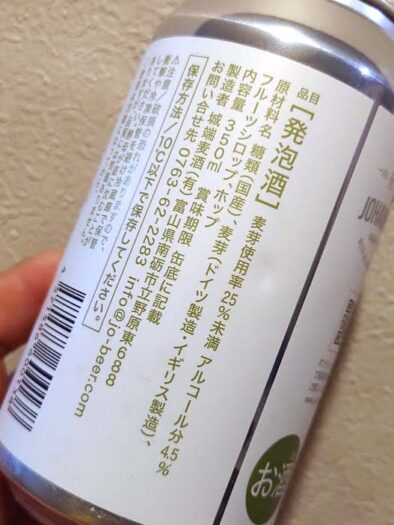 品目【発泡酒】 麦芽使用率25%未満 アルコール分4.5%
原材料名 糖類(国産)、麦芽(ドイツ製造・イギリス製造)、
フルーツシロップ、ホップ
内容量 350ml 賞味期限 缶底に記載
製造者 城端麦酒(有) 富山県南砺市立野原東688
お問い合せ先 0763-62-2283 info@jo-beer.com
保存方法/10℃以下で保存してください。
JOHA
お酒